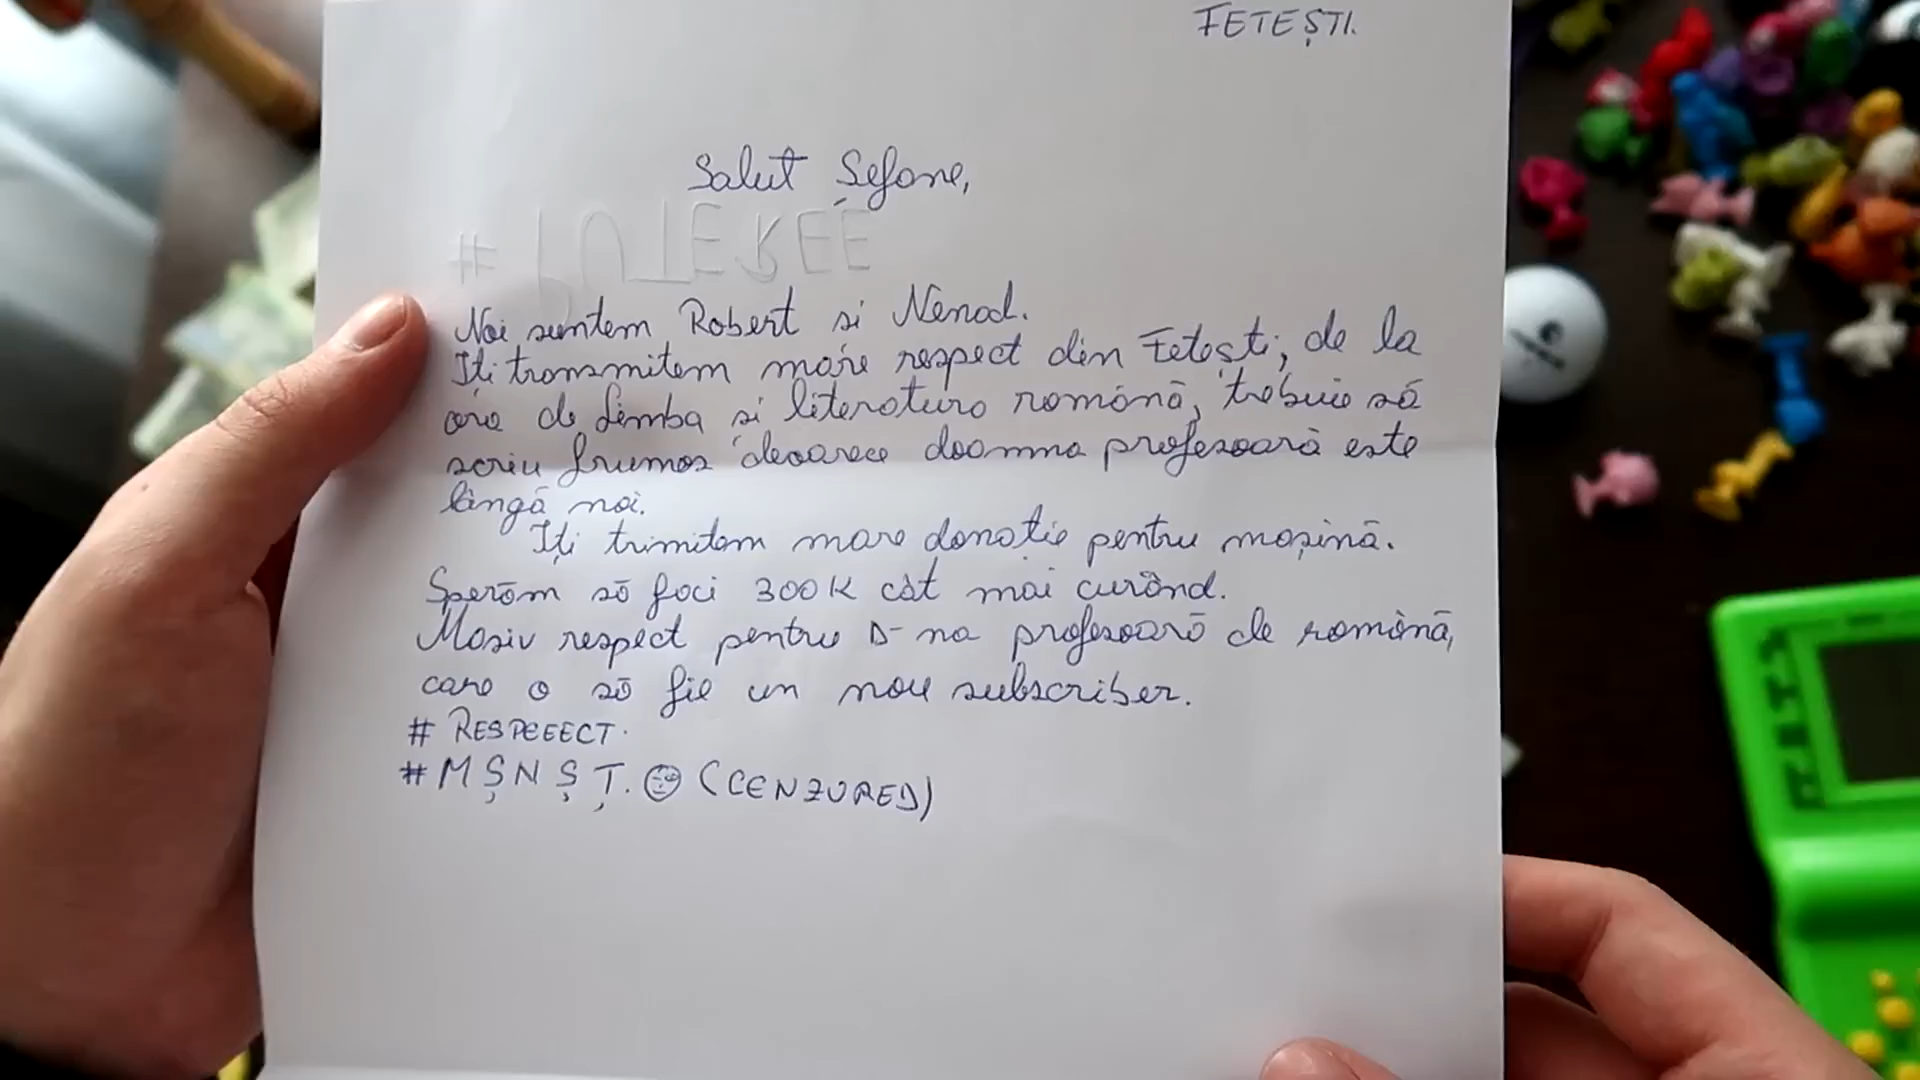 FETEȘTI.
Salut Șefane,
Noi suntem Robert si Nenad.
Iți transmitem mare respect din Fetești, de la
ora de Limba si literatura română, trebuie să
scriu frumos deoarece doamna profesoară este
lângă noi.
Iți trimitem mare donație pentru mașină.
Sperăm să faci 300K cât mai curând.
Masiv respect pentru D-na profesoară de română,
care o să fie un nou subscriber.
# RESPEEECT.
# M Ș N Ș Ț. (CENZURED)